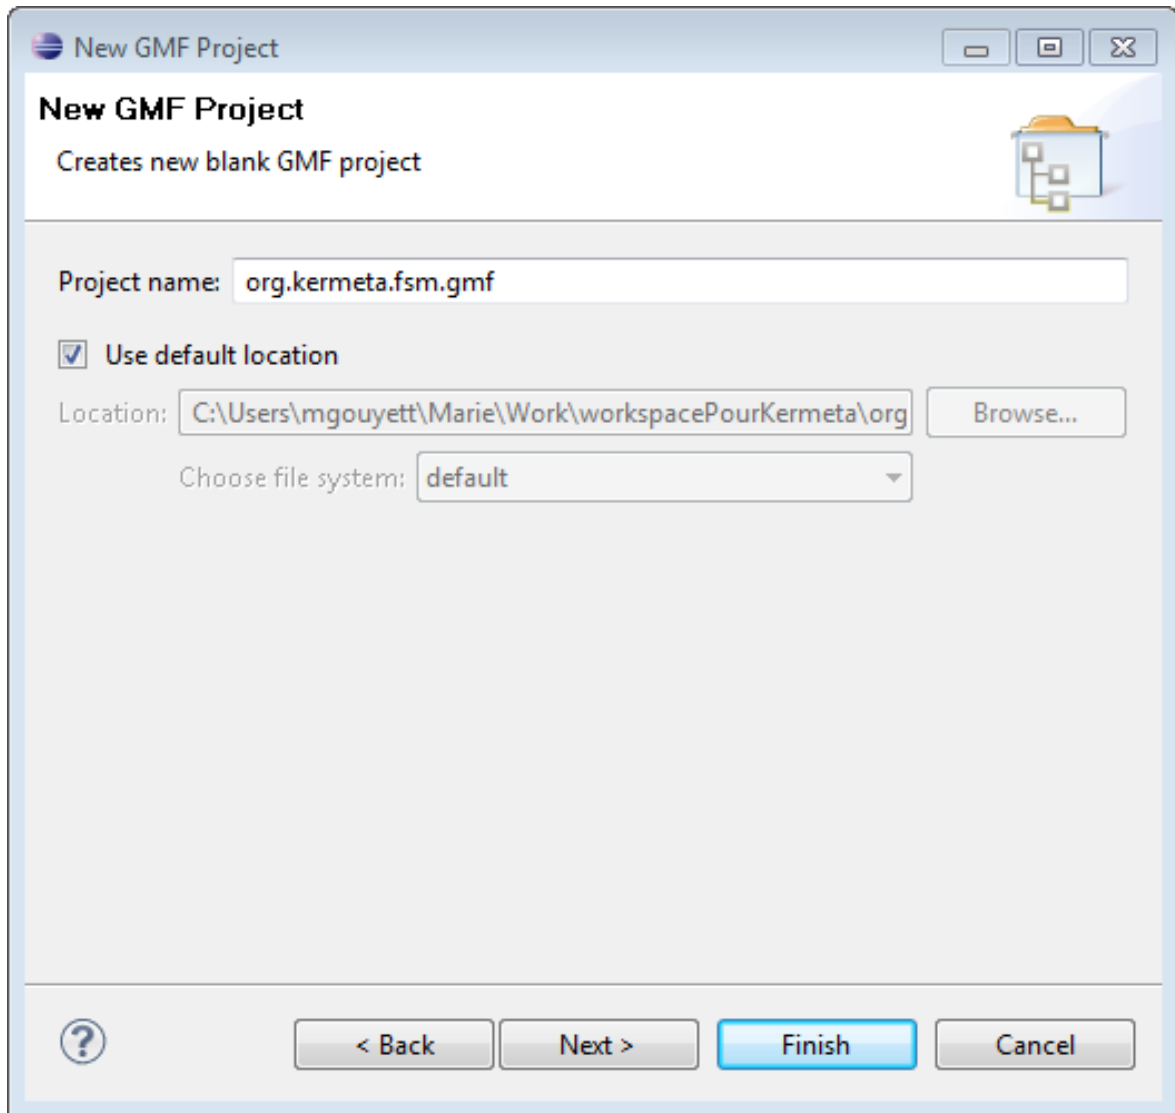 New GMF Project
New GMF Project
Creates new blank GMF project
Project name: org.kermeta.fsm.gmf
Use default location
Location: C:\Users\mgouyett\Marie\Work\workspacePourKermeta\org Browse...
Choose file system: default
?
< Back Next > Finish Cancel